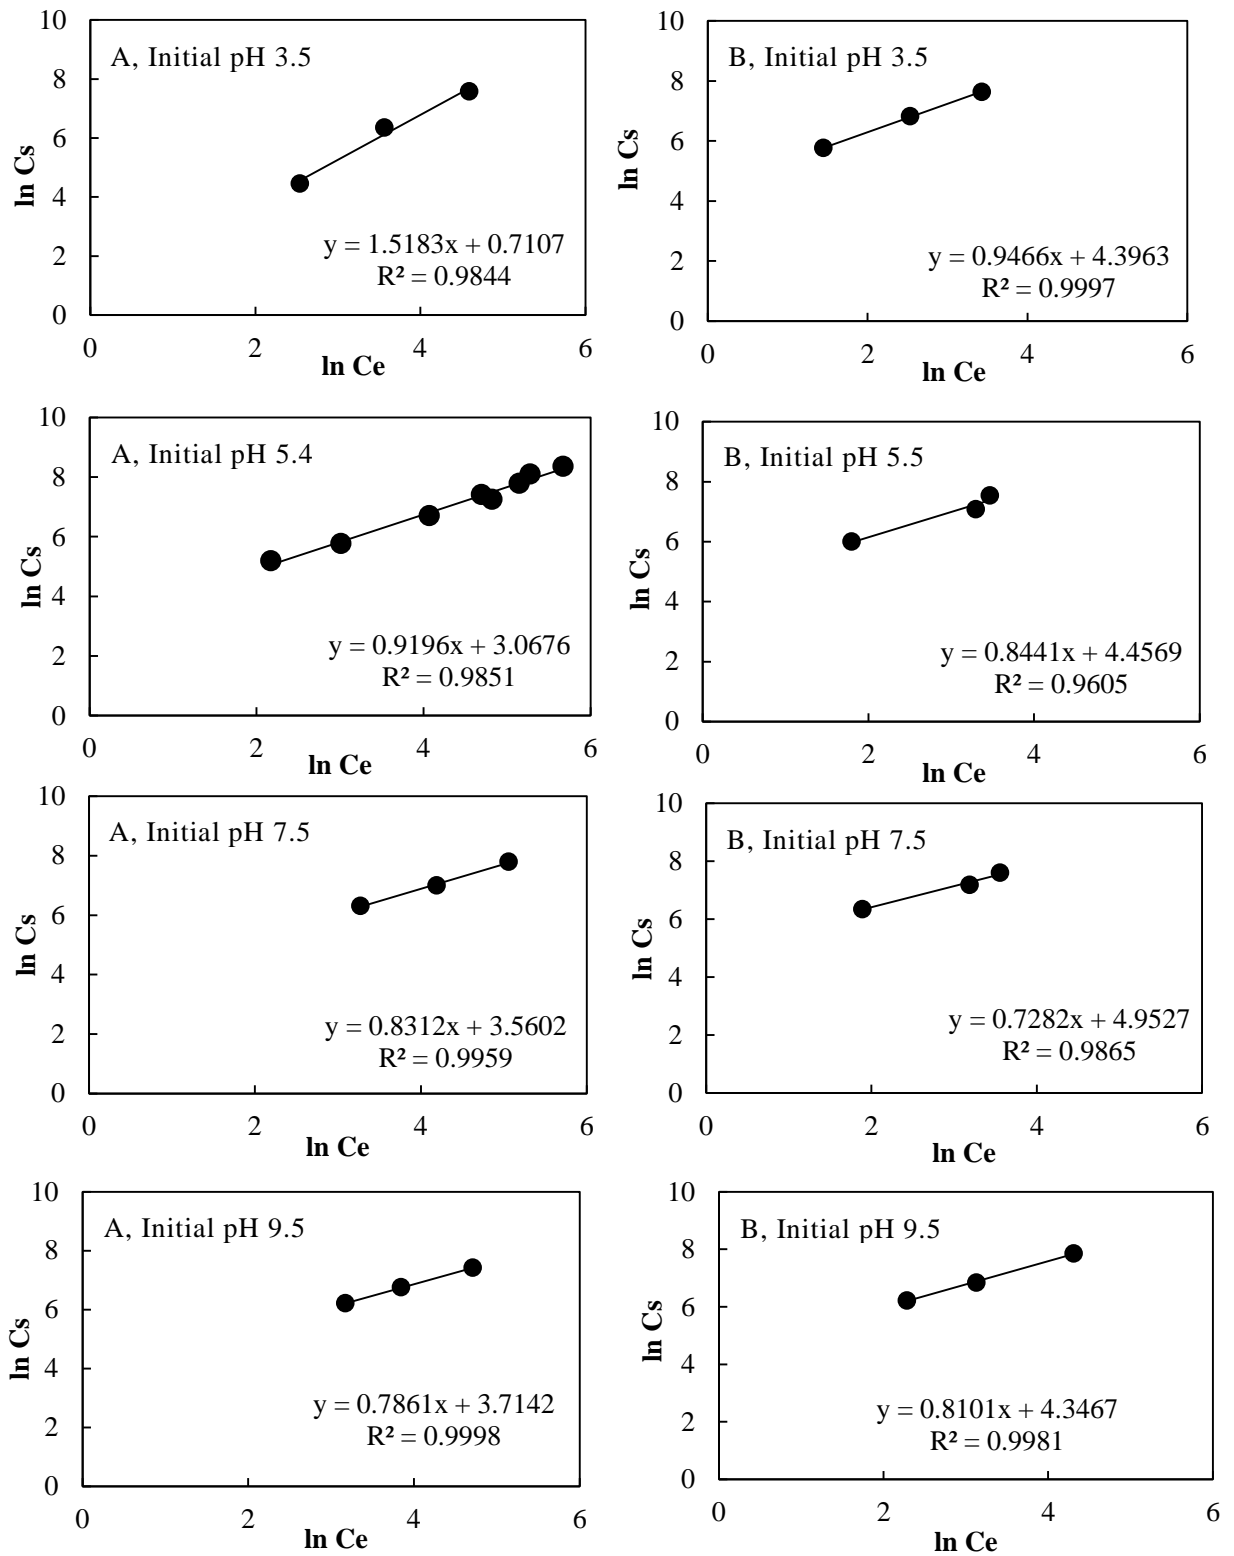 A, Initial pH 3.5
10
8
6
4
2
0
ln Cs
y = 1.5183x + 0.7107
R² = 0.9844
0 2 4 6
ln Ce
B, Initial pH 3.5
10
8
6
4
2
0
ln Cs
y = 0.9466x + 4.3963
R² = 0.9997
0 2 4 6
ln Ce
A, Initial pH 5.4
10
8
6
4
2
0
ln Cs
y = 0.9196x + 3.0676
R² = 0.9851
0 2 4 6
ln Ce
B, Initial pH 5.5
10
8
6
4
2
0
ln Cs
y = 0.8441x + 4.4569
R² = 0.9605
0 2 4 6
ln Ce
A, Initial pH 7.5
10
8
6
4
2
0
ln Cs
y = 0.8312x + 3.5602
R² = 0.9959
0 2 4 6
ln Ce
B, Initial pH 7.5
10
8
6
4
2
0
ln Cs
y = 0.7282x + 4.9527
R² = 0.9865
0 2 4 6
ln Ce
A, Initial pH 9.5
10
8
6
4
2
0
ln Cs
y = 0.7861x + 3.7142
R² = 0.9998
0 2 4 6
ln Ce
B, Initial pH 9.5
10
8
6
4
2
0
ln Cs
y = 0.8101x + 4.3467
R² = 0.9981
0 2 4 6
ln Ce